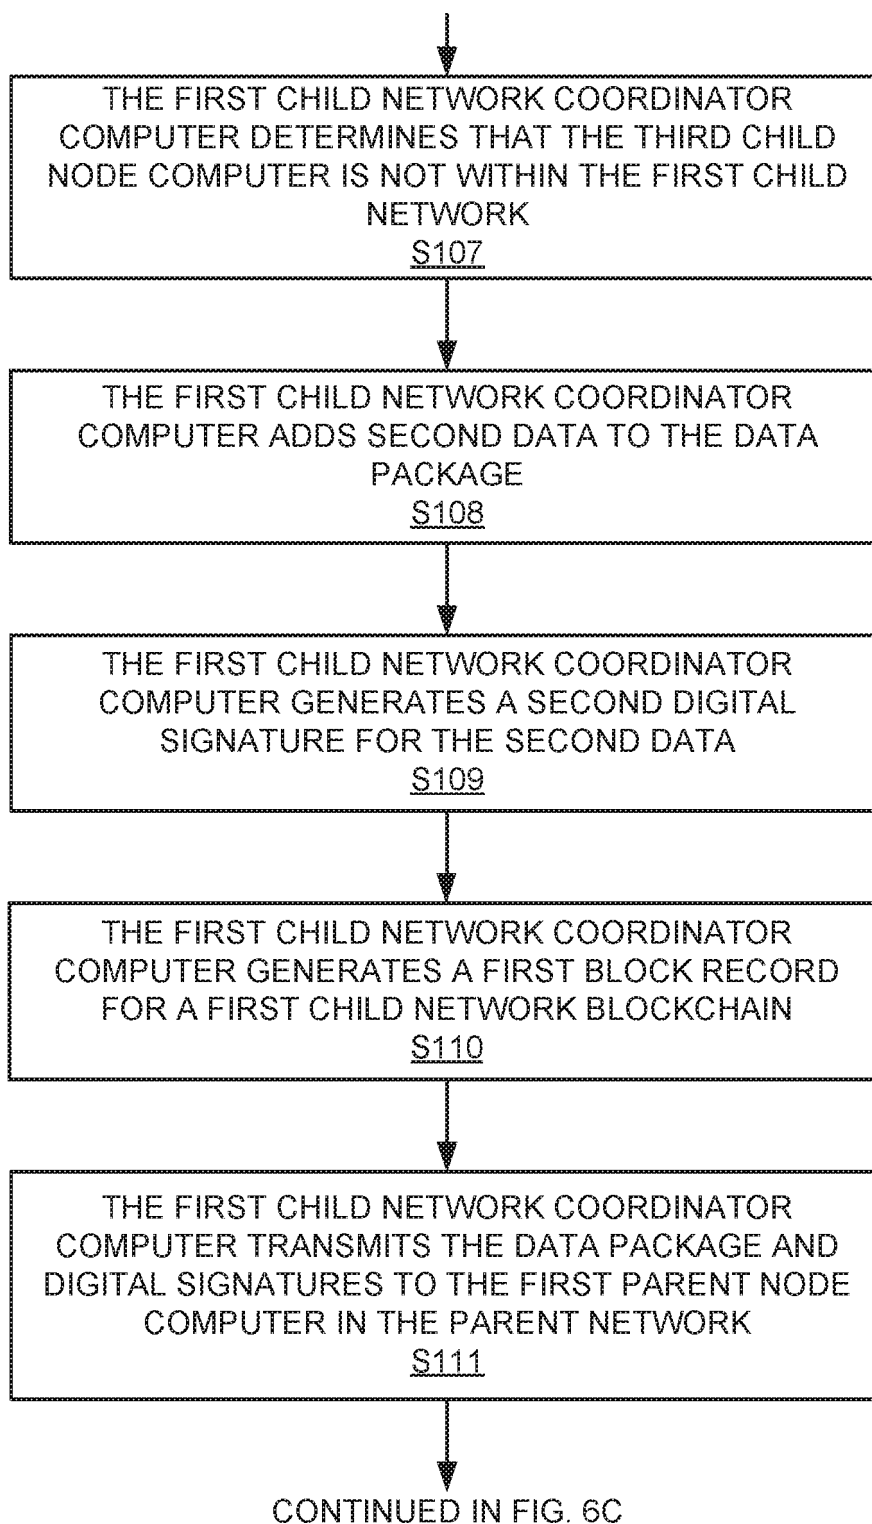 THE FIRST CHILD NETWORK COORDINATOR
COMPUTER DETERMINES THAT THE THIRD CHILD
NODE COMPUTER IS NOT WITHIN THE FIRST CHILD
NETWORK
S107
THE FIRST CHILD NETWORK COORDINATOR
COMPUTER ADDS SECOND DATA TO THE DATA
PACKAGE
S108
THE FIRST CHILD NETWORK COORDINATOR
COMPUTER GENERATES A SECOND DIGITAL
SIGNATURE FOR THE SECOND DATA
S109
THE FIRST CHILD NETWORK COORDINATOR
COMPUTER GENERATES A FIRST BLOCK RECORD
FOR A FIRST CHILD NETWORK BLOCKCHAIN
S110
THE FIRST CHILD NETWORK COORDINATOR
COMPUTER TRANSMITS THE DATA PACKAGE AND
DIGITAL SIGNATURES TO THE FIRST PARENT NODE
COMPUTER IN THE PARENT NETWORK
S111
CONTINUED IN FIG. 6C